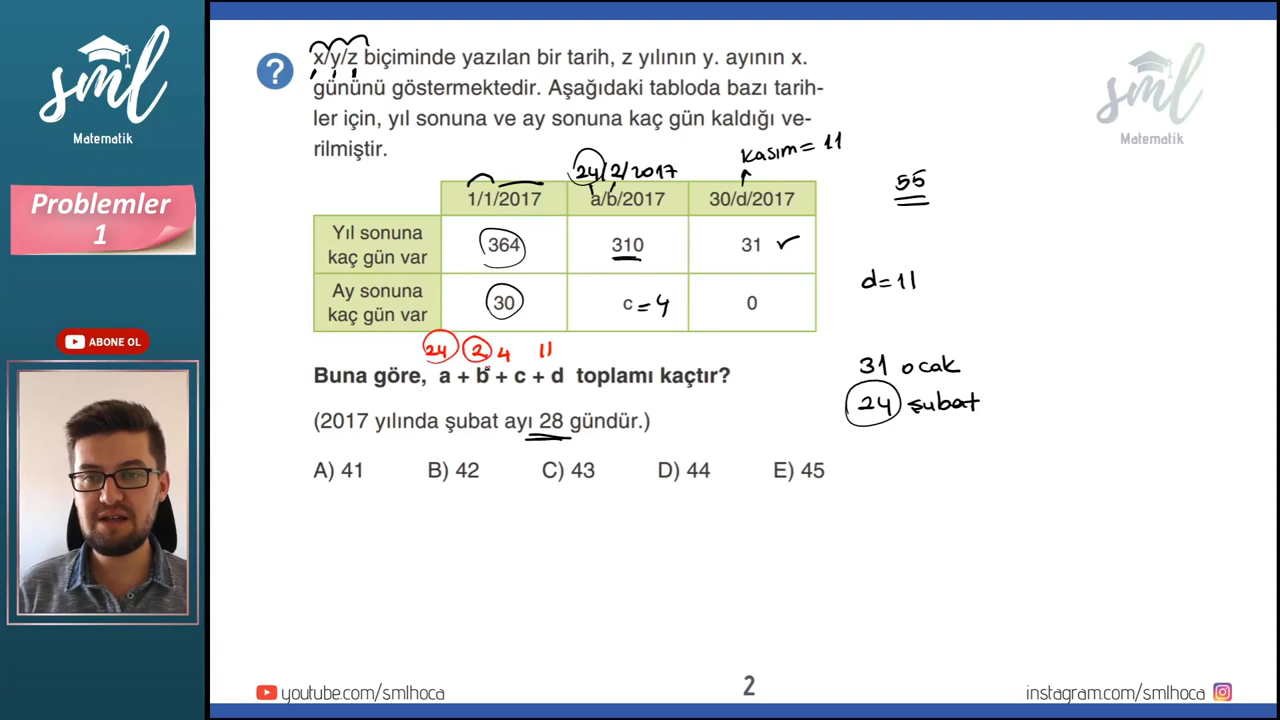 sml
Matematik
Problemler
1
ABONE OL
?
x/y/z biçiminde yazılan bir tarih, z yılının y. ayının x.
gününü göstermektedir. Aşağıdaki tabloda bazı tarih-
ler için, yıl sonuna ve ay sonuna kaç gün kaldığı ve-
rilmiştir.
sml
Matematik
24/2/2017
Kasım = 11
1/1/2017 a/b/2017 30/d/2017
Yıl sonuna
kaç gün var
364 310 31 ✓
Ay sonuna
kaç gün var
30 c = 4 0
55
d = 11
31 ocak
24 şubat
24 2 4 11
Buna göre, a + b + c + d toplamı kaçtır?
(2017 yılında şubat ayı 28 gündür.)
A) 41 B) 42 C) 43 D) 44 E) 45
youtube.com/smlhoca
2
instagram.com/smlhoca